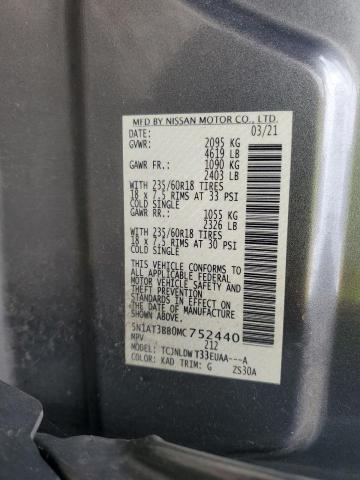 MFD BY NISSAN MOTOR CO., LTD.
03/21
GVWR: 2095 KG
4619 LB
GAWR FR.: 1090 KG
2403 LB
WITH 235/60R18 TIRES
18 x 7.5 RIMS AT 33 PSI
COLD SINGLE
GAWR RR.: 1055 KG
2326 LB
WITH 235/60R18 TIRES
18 x 7.5 RIMS AT 30 PSI
COLD SINGLE
THIS VEHICLE CONFORMS
TO ALL APPLICABLE FEDERAL
MOTOR VEHICLE SAFETY
STANDARDS IN EFFECT ON
THE DATE OF MANUFACTURE
SHOWN ABOVE.
5N1AT3BB0MC752440
MPV 212
MODEL: TCJNLDWT33EUAA---A
COLOR: KAD TRIM: G ZS30A